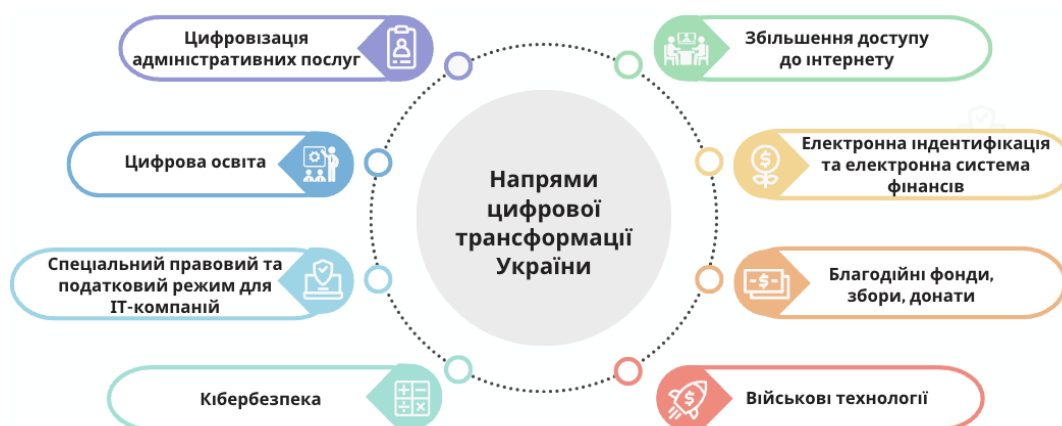 Цифровізація
адміністративних послуг
Збільшення доступу
до інтернету
Цифрова освіта
Електронна індентифікація
та електронна система
фінансів
Напрями
цифрової
трансформації
України
Спеціальний правовий та
податковий режим для
ІТ-компаній
Благодійні фонди,
збори, донати
Кібербезпека
Військові технології